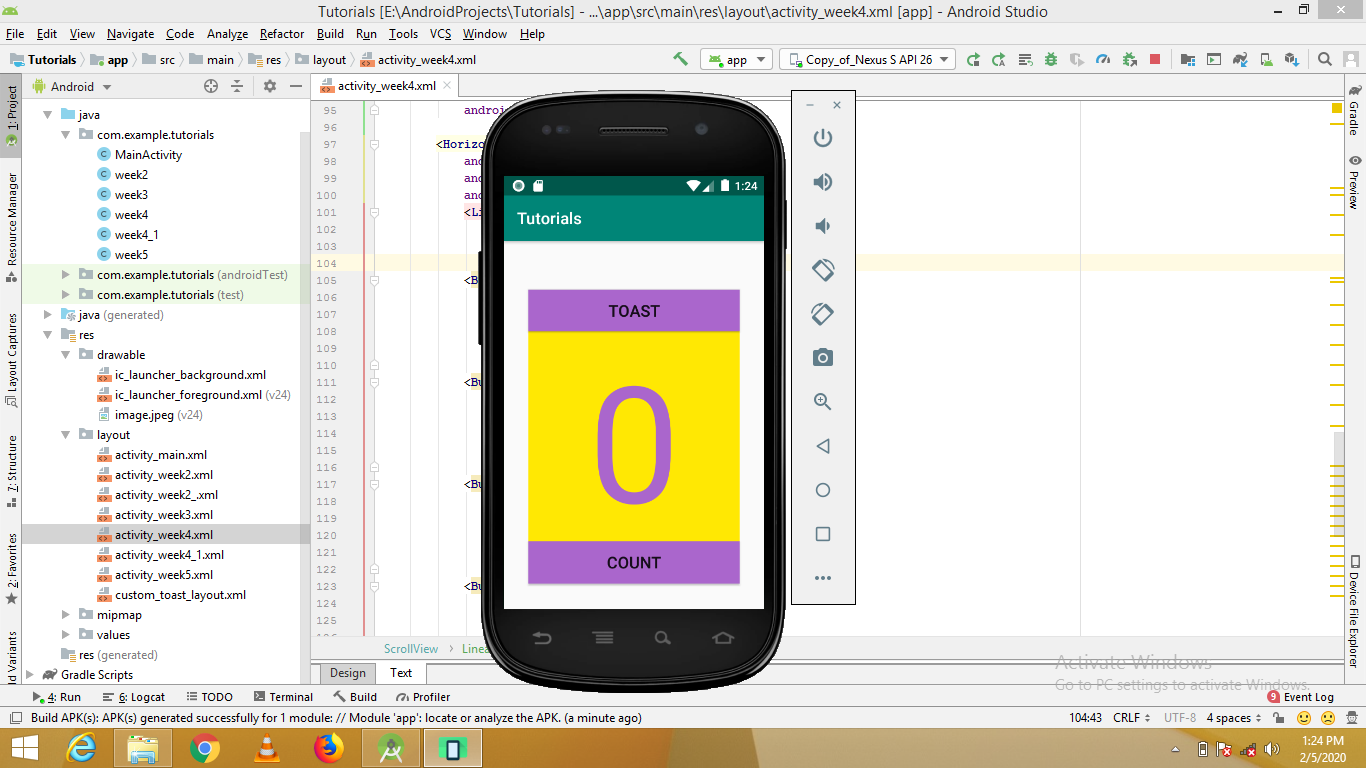 Tutorials [E:\AndroidProjects\Tutorials] - ...\app\src\main\res\layout\activity_week4.xml [app] - Android Studio
File Edit View Navigate Code Analyze Refactor Build Run Tools VCS Window Help
Tutorials app src main res layout activity_week4.xml app Copy_of_Nexus S API 26
Android activity_week4.xml
1: Project
Resource Manager
Layout Captures
7: Structure
2: Favorites
ld Variants
java
com.example.tutorials
MainActivity
week2
week3
week4
week4_1
week5
com.example.tutorials (androidTest)
com.example.tutorials (test)
java (generated)
res
drawable
ic_launcher_background.xml
ic_launcher_foreground.xml (v24)
image.jpeg (v24)
layout
activity_main.xml
activity_week2.xml
activity_week2_.xml
activity_week3.xml
activity_week4.xml
activity_week4_1.xml
activity_week5.xml
custom_toast_layout.xml
mipmap
values
res (generated)
Gradle Scripts
95 android
96
97 <Horizo
98 and
99 and
100 and
101 <Li
102
103
104
105 <B
106
107
108
109
110
111 <Bu
112
113
114
115
116
117 <Bu
118
119
120
121
122
123 <Bu
124
125
1:24
Tutorials
TOAST
0
COUNT
ScrollView Linea
Design Text
Gradle
Preview
Device File Explorer
Activate Windows
Go to PC settings to activate Windows.
4: Run 6: Logcat TODO Terminal Build Profiler 9 Event Log
Build APK(s): APK(s) generated successfully for 1 module: // Module 'app': locate or analyze the APK. (a minute ago) 104:43 CRLF UTF-8 4 spaces
1:24 PM
2/5/2020